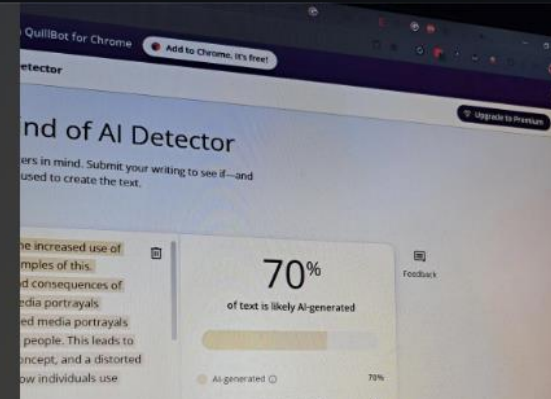 QuillBot for Chrome
Add to Chrome, it's free!
etector
Upgrade to Premium
nd of AI Detector
ers in mind. Submit your writing to see if—and
used to create the text.
e increased use of
mples of this.
d consequences of
edia portrayals
ed media portrayals
people. This leads to
oncept, and a distorted
ow individuals use
70%
of text is likely AI-generated
AI-generated
70%
Feedback